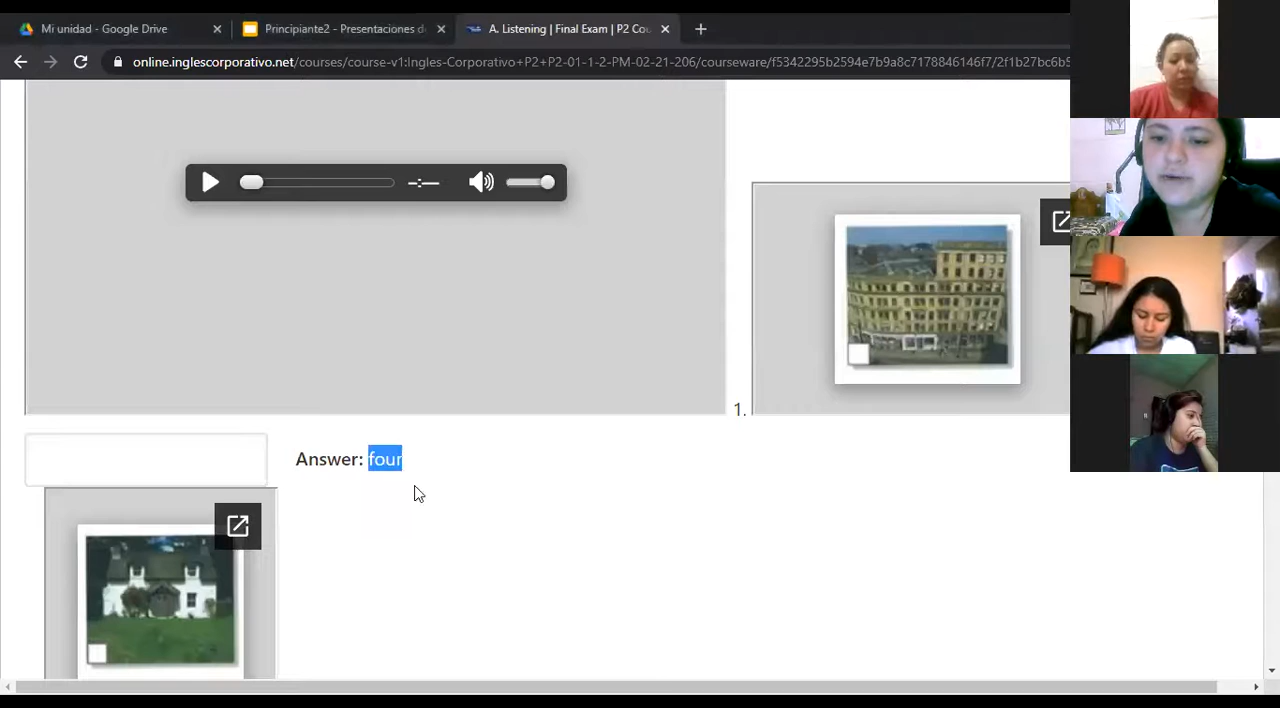 Mi unidad - Google Drive
Principiante2 - Presentaciones d
A. Listening | Final Exam | P2 Cou
online.inglescorporativo.net/courses/course-v1:Ingles-Corporativo+P2+P2-01-1-2-PM-02-21-206/courseware/f5342295b2594e7b9a8c7178846146f7/2f1b27bc6b5
-:--
1.
Answer: four